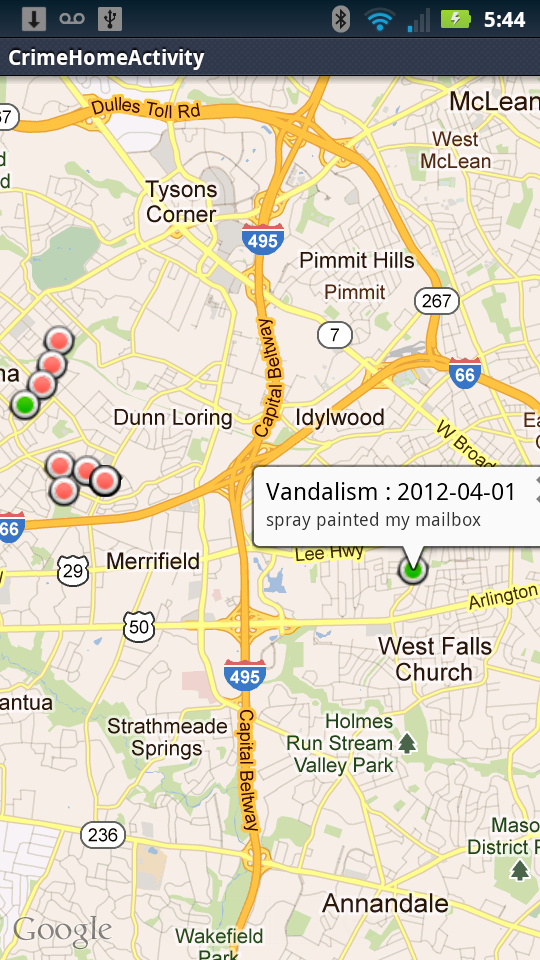 5:44
CrimeHomeActivity
67
Dulles Toll Rd
McLean
West
McLean
d
d
Tysons
Corner
495
Pimmit Hills
Pimmit
267
7
Capital Beltway
66
na
Dunn Loring
Idylwood
Ea
C
W Broad
Vandalism : 2012-04-01
spray painted my mailbox
66
Lee Hwy
29
Merrifield
50
Arlington
West Falls
Church
495
antua
Strathmeade
Springs
Holmes
Run Stream
Valley Park
Capital Beltway
236
Maso
District P
Annandale
Google
Wakefield
Park